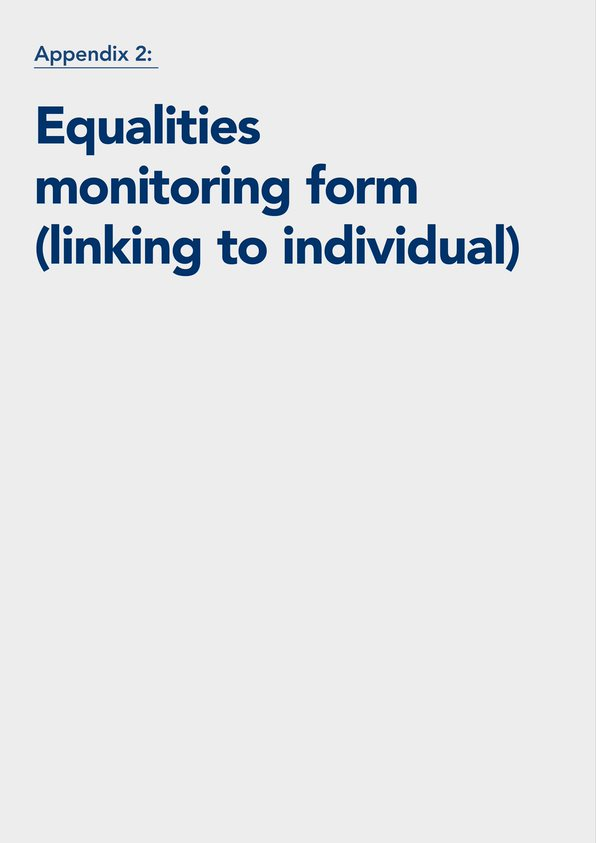 Appendix 2:
Equalities
monitoring form
(linking to individual)